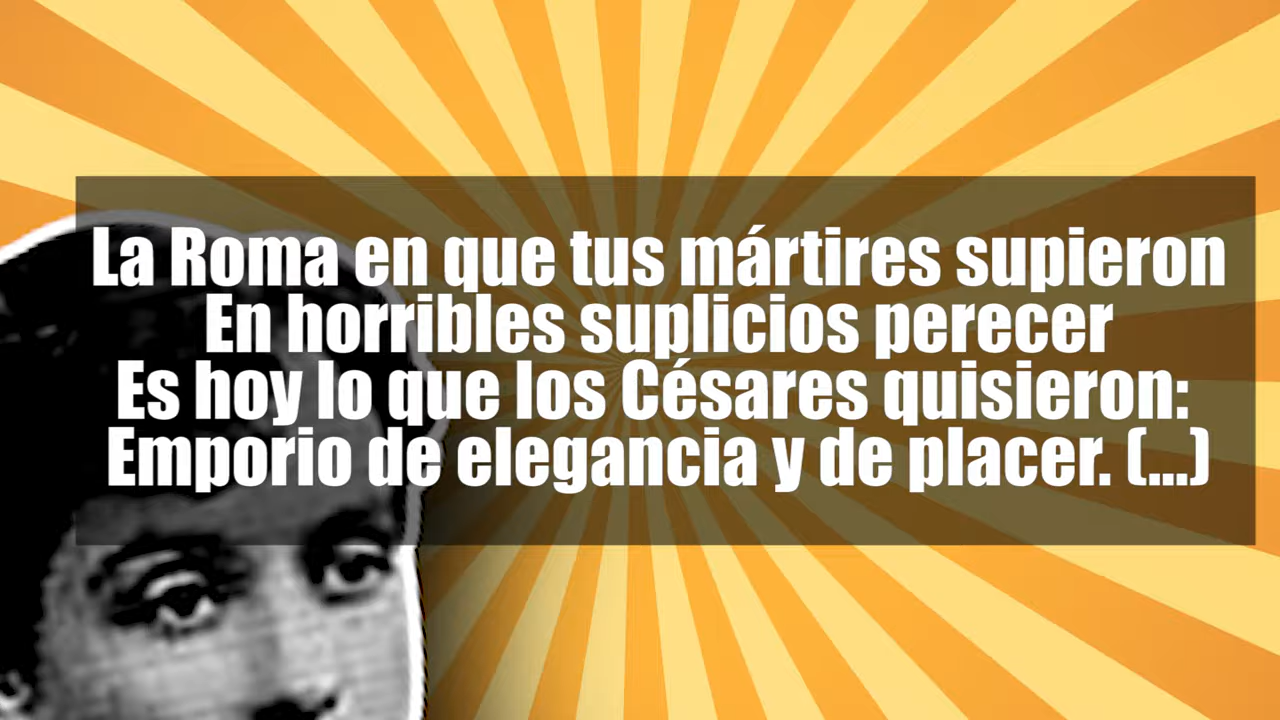 La Roma en que tus mártires supieron
En horribles suplicios perecer
Es hoy lo que los Césares quisieron:
Emporio de elegancia y de placer. (...)